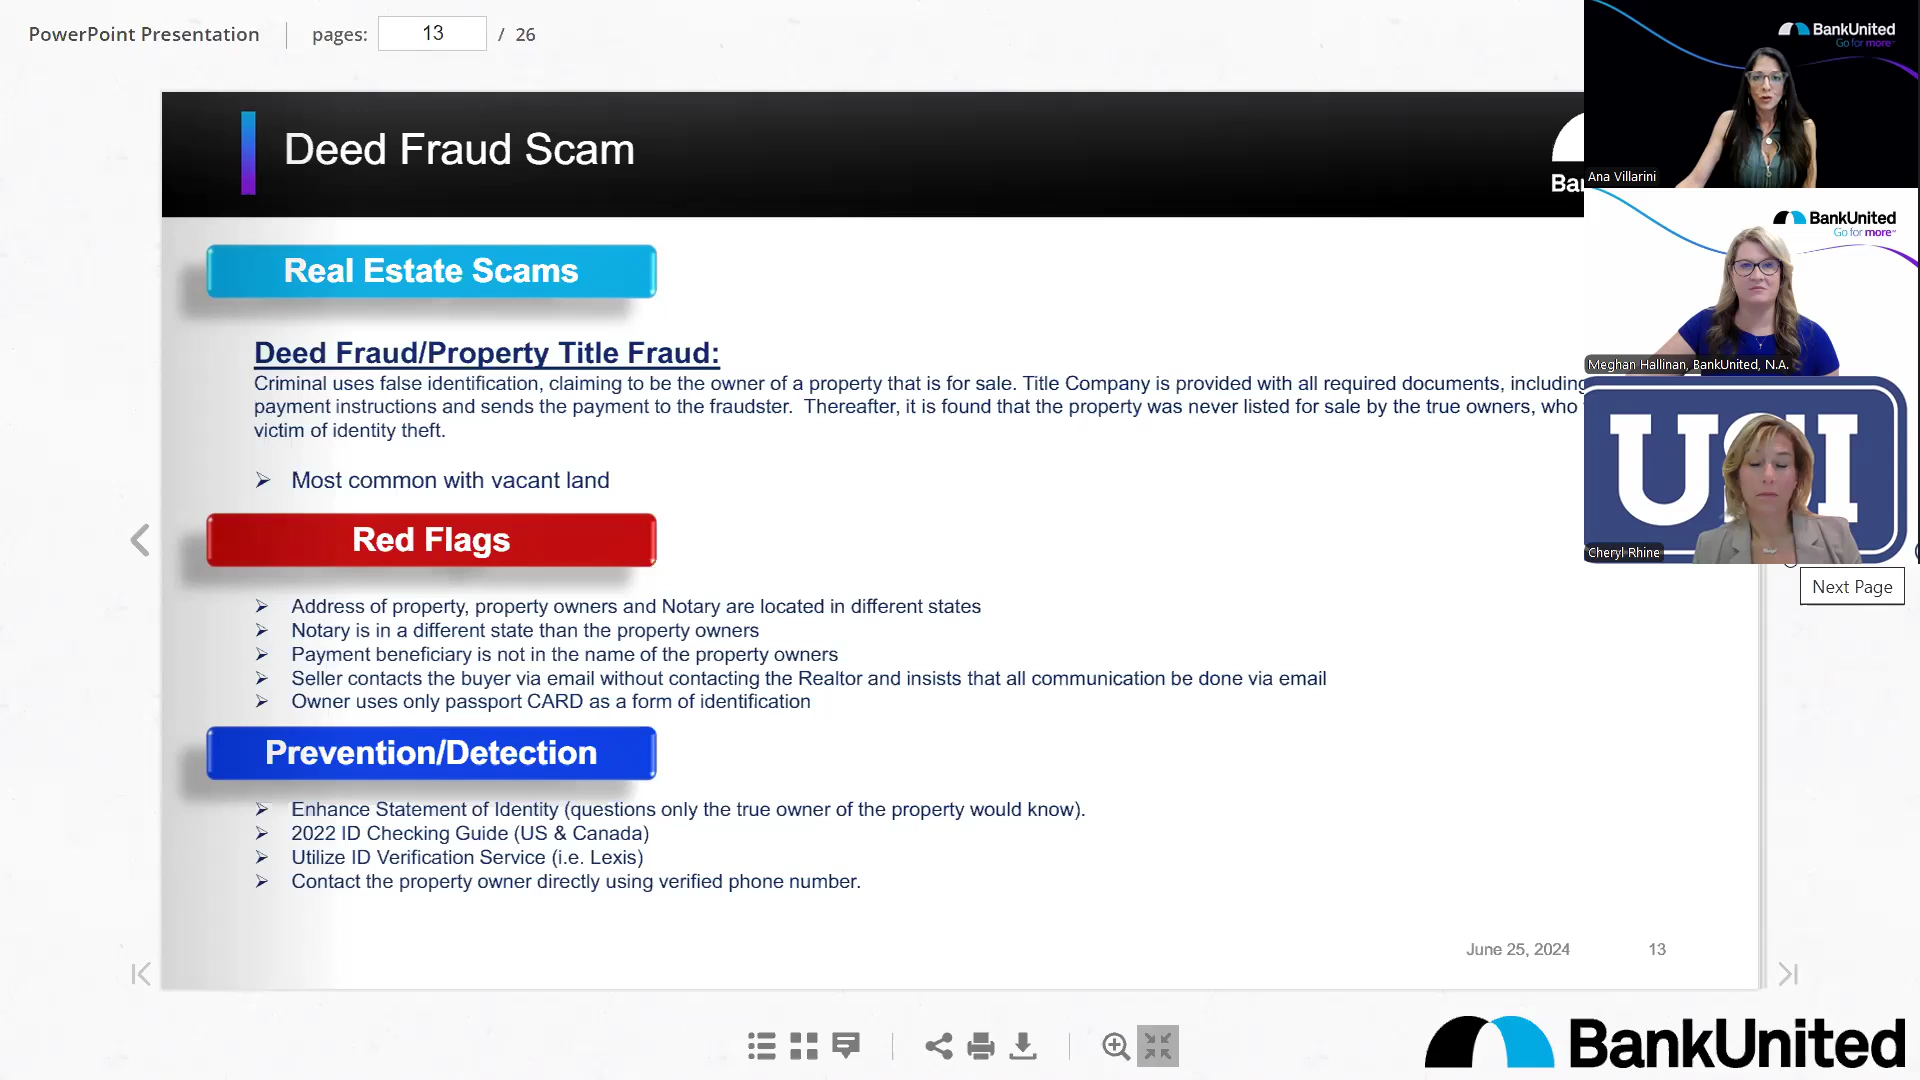 PowerPoint Presentation
pages: 13 / 26
Deed Fraud Scam
Real Estate Scams
Deed Fraud/Property Title Fraud:
Criminal uses false identification, claiming to be the owner of a property that is for sale. Title Company is provided with all required documents, including
payment instructions and sends the payment to the fraudster. Thereafter, it is found that the property was never listed for sale by the true owners, who
victim of identity theft.
➢ Most common with vacant land
Red Flags
➢ Address of property, property owners and Notary are located in different states
➢ Notary is in a different state than the property owners
➢ Payment beneficiary is not in the name of the property owners
➢ Seller contacts the buyer via email without contacting the Realtor and insists that all communication be done via email
➢ Owner uses only passport CARD as a form of identification
Prevention/Detection
➢ Enhance Statement of Identity (questions only the true owner of the property would know).
➢ 2022 ID Checking Guide (US & Canada)
➢ Utilize ID Verification Service (i.e. Lexis)
➢ Contact the property owner directly using verified phone number.
June 25, 2024 13
BankUnited
Go for more
Ana Villarini
BankUnited
Go for more
Meghan Hallinan, BankUnited, N.A.
USI
Cheryl Rhine
Next Page
BankUnited